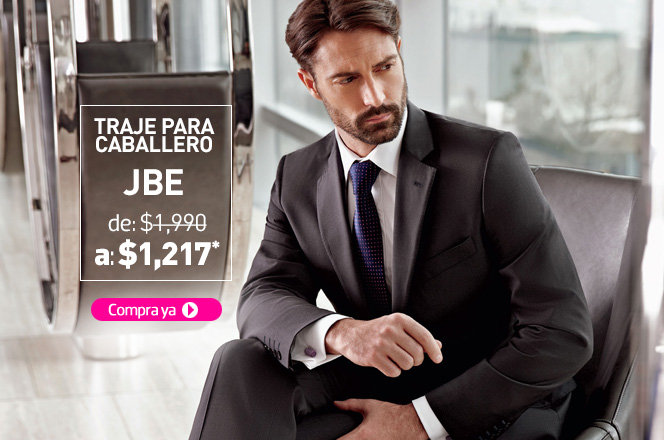 TRAJE PARA
CABALLERO
JBE
de: $1,990
a: $1,217*
Compra ya